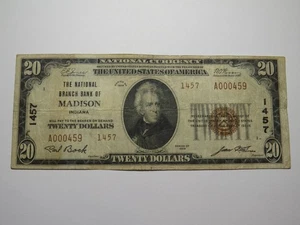 NATIONAL CURRENCY
THE UNITED STATES OF AMERICA
20 20
THE NATIONAL
BRANCH BANK OF
MADISON
INDIANA
1457 A000459
1457
1457
WILL PAY TO THE BEARER ON DEMAND
TWENTY DOLLARS
A000459 1457
20 TWENTY DOLLARS 20